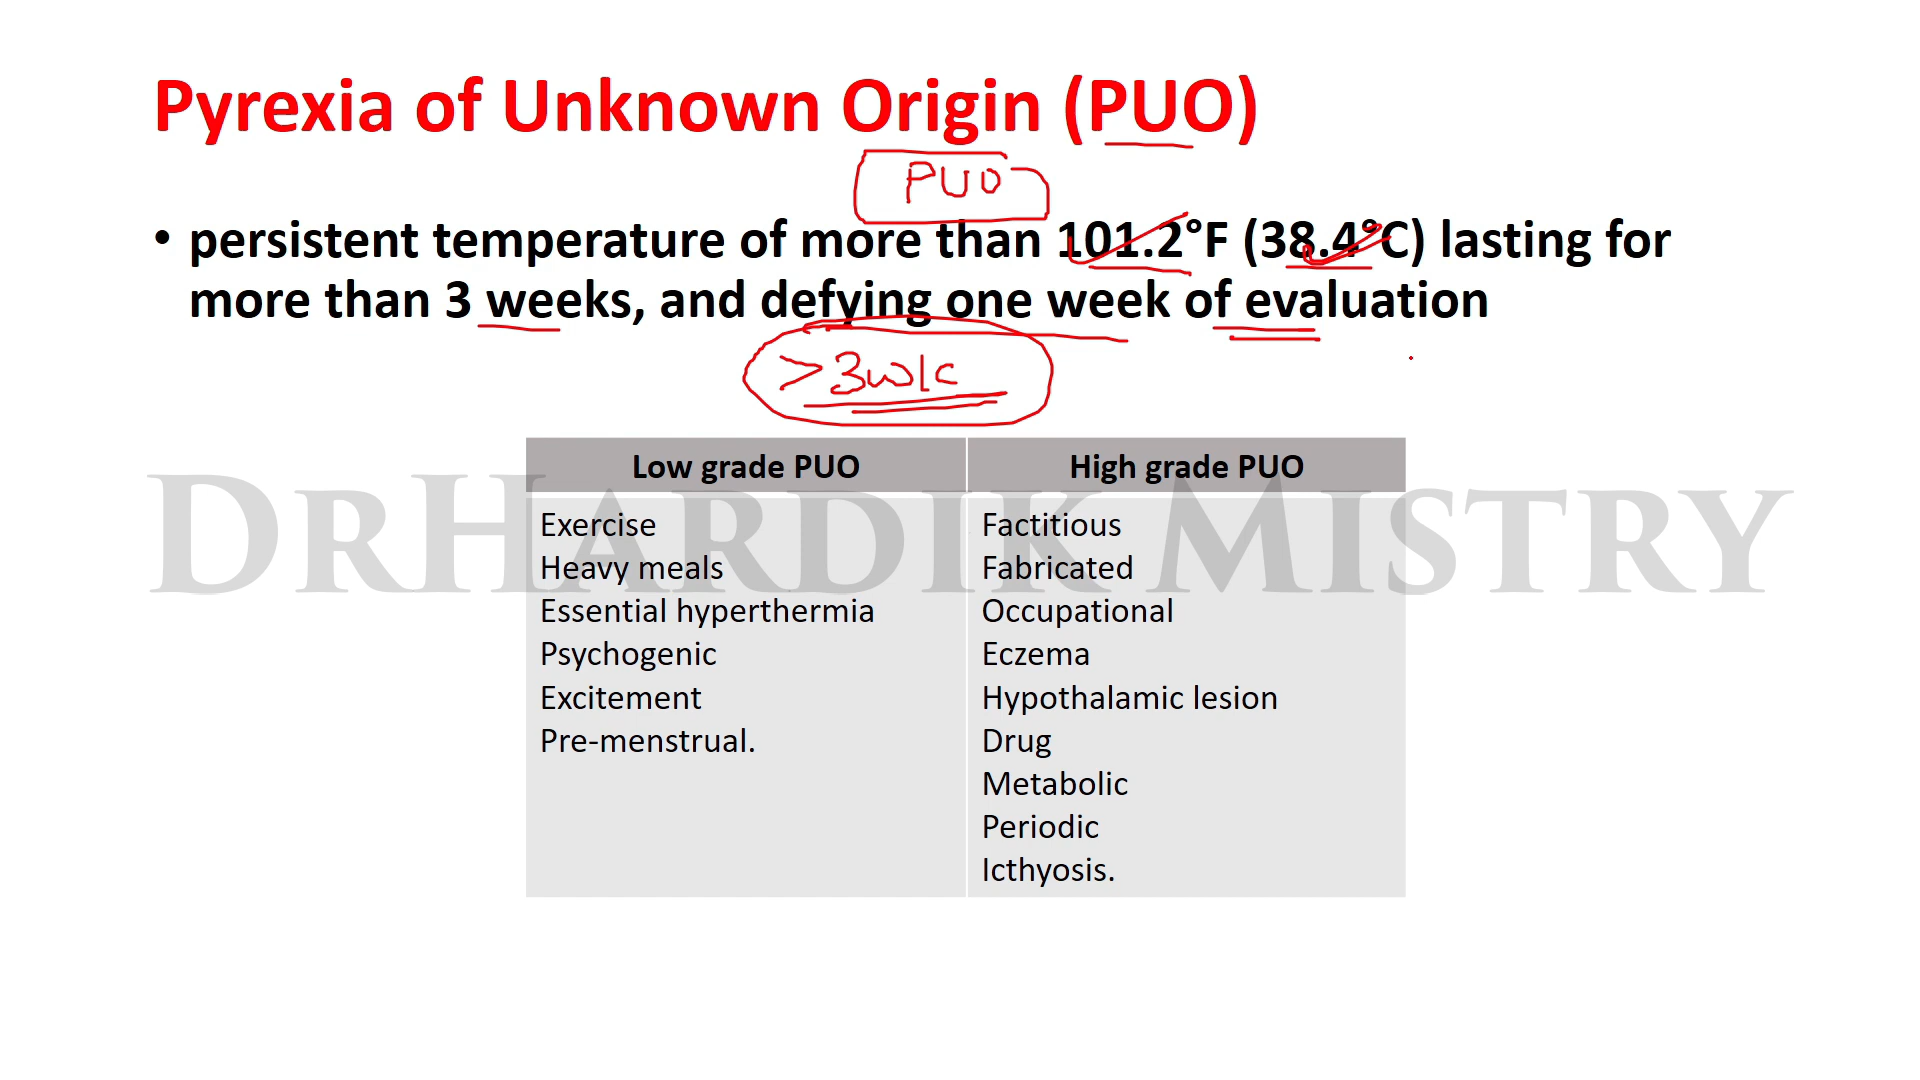 Pyrexia of Unknown Origin (PUO)
PUO
• persistent temperature of more than 101.2°F (38.4°C) lasting for
more than 3 weeks, and defying one week of evaluation
>3wk
Low grade PUO
Exercise
Heavy meals
Essential hyperthermia
Psychogenic
Excitement
Pre-menstrual.
High grade PUO
Factitious
Fabricated
Occupational
Eczema
Hypothalamic lesion
Drug
Metabolic
Periodic
Icthyosis.
DRHARDIK MISTRY